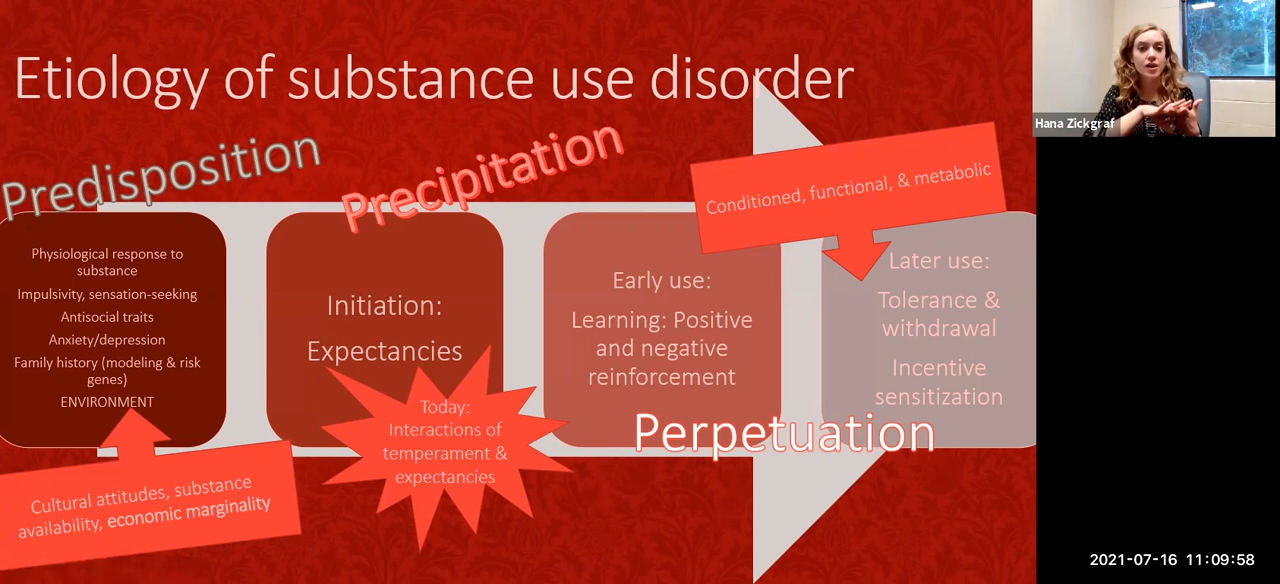 Etiology of substance use disorder
Hana Zickgraf
Predisposition
Precipitation
Conditioned, functional, & metabolic
Physiological response to
substance
Impulsivity, sensation-seeking
Antisocial traits
Anxiety/depression
Family history (modeling & risk
genes)
ENVIRONMENT
Cultural attitudes, substance
availability, economic marginality
Initiation:
Expectancies
Today:
Interactions of
temperament &
expectancies
Early use:
Learning: Positive
and negative
reinforcement
Later use:
Tolerance &
withdrawal
Incentive
sensitization
Perpetuation
2021-07-16 11:09:58